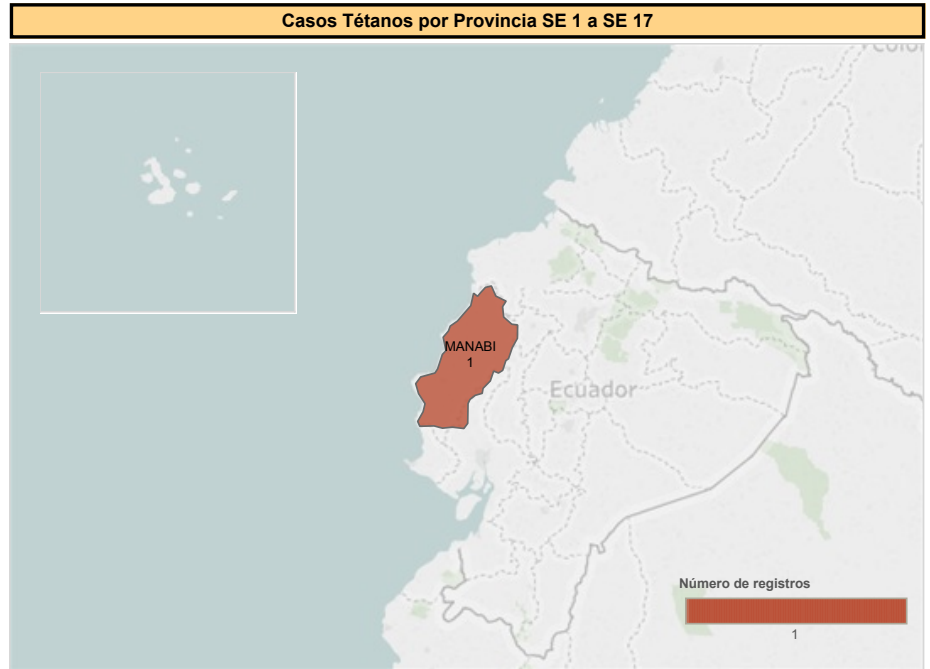 Casos Tétanos por Provincia SE 1 a SE 17
MANABI
1
Ecuador
Número de registros
1